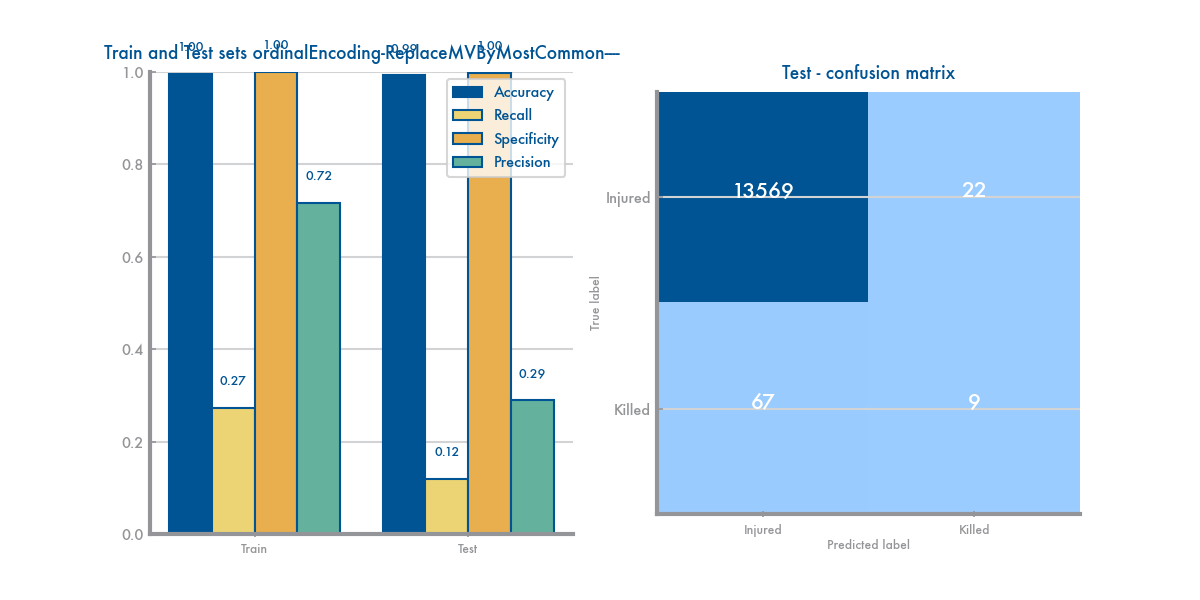 Train and Test sets ordinalEncoding-ReplaceMVByMostCommon—
1.00
1.00
0.99
1.00
1.0
0.8
0.6
0.4
0.2
0.0
Accuracy
Recall
Specificity
Precision
0.27
0.72
0.12
0.29
Train
Test
Test - confusion matrix
True label
Injured
Killed
13569
22
67
9
Injured
Killed
Predicted label